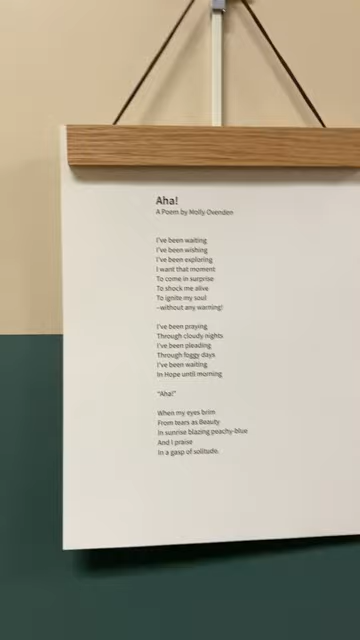 Aha!
A Poem by Molly Ovenden
I've been waiting
I've been wishing
I've been exploring
I want that moment
To come in surprise
To shock me alive
To ignite my soul
–without any warning!
I've been praying
Through cloudy nights
I've been pleading
Through foggy days
I've been waiting
In Hope until morning
"Aha!"
When my eyes brim
From tears as Beauty
In sunrise blazing peachy-blue
And I praise
In a gasp of solitude.